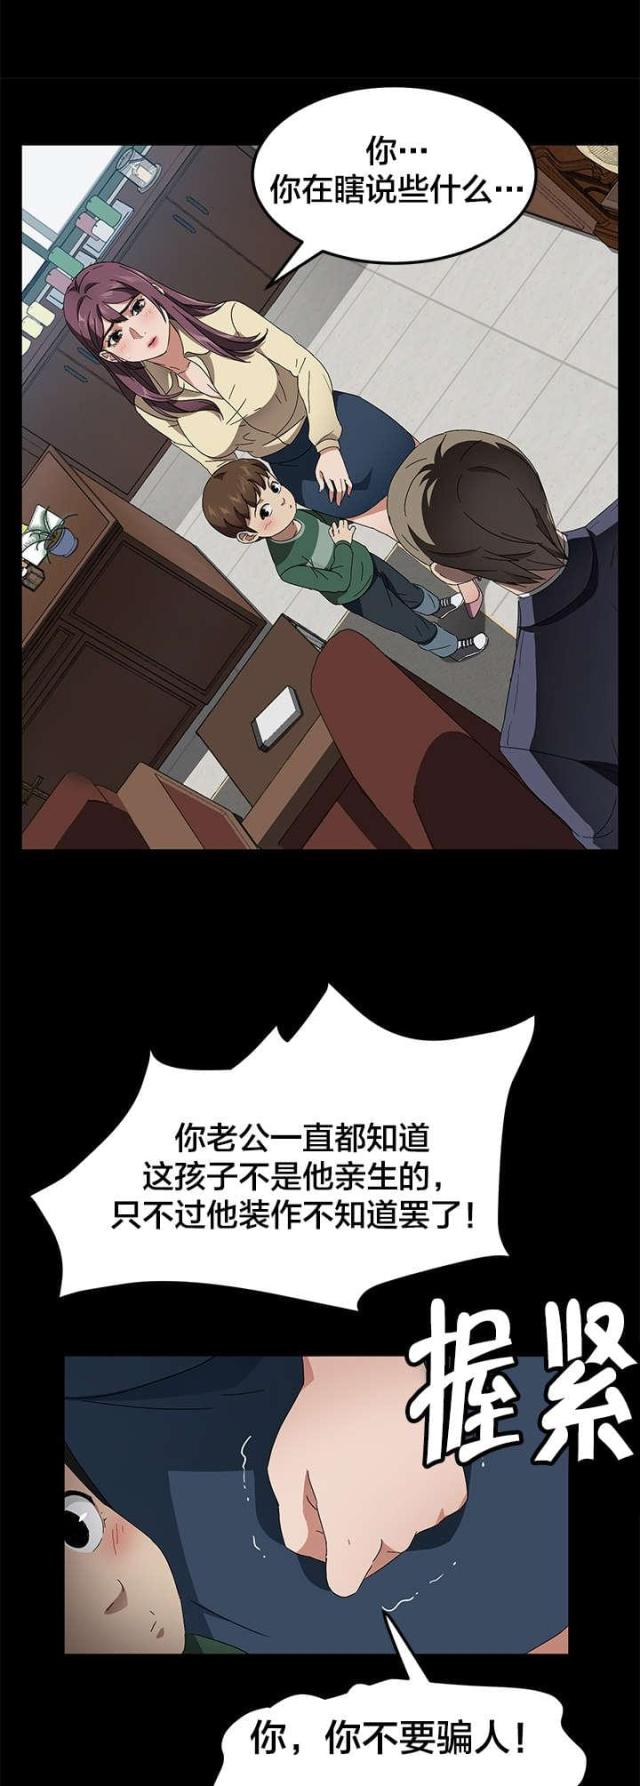 你…
你在瞎说些什么…
你老公一直都知道
这孩子不是他亲生的，
只不过他装作不知道罢了！
握紧
你，你不要骗人！